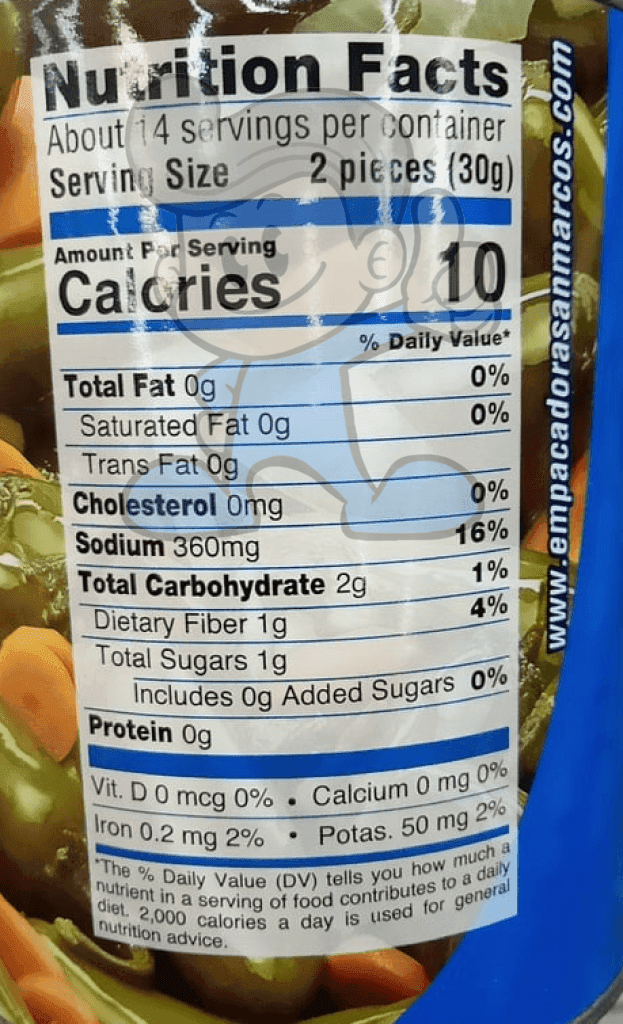 Nutrition Facts
About 14 servings per container
Serving Size 2 pieces (30g)
Amount Per Serving
Calories 10
% Daily Value*
Total Fat 0g 0%
Saturated Fat 0g 0%
Trans Fat 0g
Cholesterol 0mg 0%
Sodium 360mg 16%
Total Carbohydrate 2g 1%
Dietary Fiber 1g 4%
Total Sugars 1g
Includes 0g Added Sugars 0%
Protein 0g
Vit. D 0 mcg 0% • Calcium 0 mg 0%
Iron 0.2 mg 2% • Potas. 50 mg 2%
*The % Daily Value (DV) tells you how much a
nutrient in a serving of food contributes to a daily
diet. 2,000 calories a day is used for general
nutrition advice.
www.empacadorasanmarcos.com